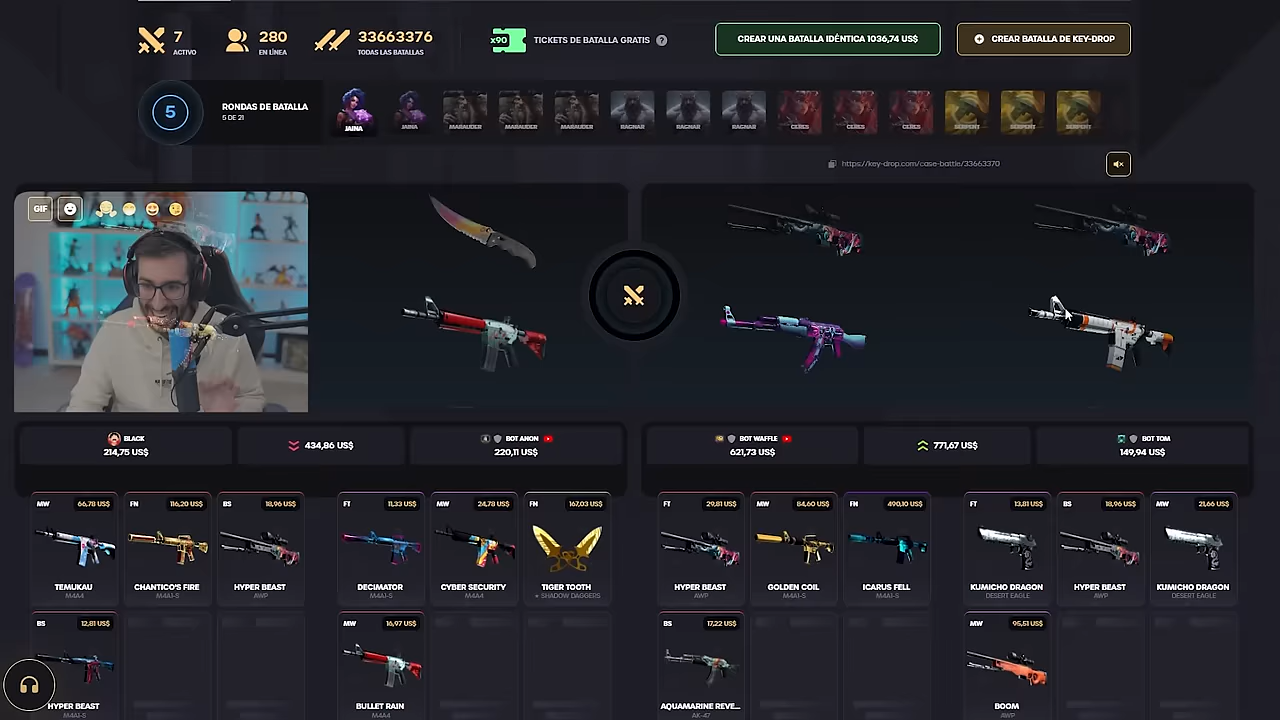 7
ACTIVO
280
EN LÍNEA
33663376
TODAS LAS BATALLAS
x90
TICKETS DE BATALLA GRATIS ?
CREAR UNA BATALLA IDÉNTICA 1036,74 US$
CREAR BATALLA DE KEY-DROP
5
RONDAS DE BATALLA
5 DE 21
JAINA
JAINA
MARAUDER
MARAUDER
MARAUDER
RAGNAR
RAGNAR
RAGNAR
CERES
CERES
CERES
SERPENT
SERPENT
SERPENT
https://key-drop.com/case-battle/33663370
GIF
BLACK
214,75 US$
434,86 US$
BOT ANON
220,11 US$
BOT WAFFLE
621,73 US$
771,67 US$
BOT TOM
149,94 US$
MW 66,78 US$
TEMUKAU
M4A4
FN 116,20 US$
CHANTICO'S FIRE
M4A1-S
BS 18,96 US$
HYPER BEAST
AWP
FT 11,33 US$
DECIMATOR
M4A1-S
MW 24,78 US$
CYBER SECURITY
M4A4
FN 167,03 US$
TIGER TOOTH
★ SHADOW DAGGERS
FT 29,81 US$
HYPER BEAST
AWP
MW 84,60 US$
GOLDEN COIL
M4A1-S
FN 490,10 US$
ICARUS FELL
M4A1-S
FT 13,81 US$
KUMICHO DRAGON
DESERT EAGLE
BS 18,96 US$
HYPER BEAST
AWP
MW 21,66 US$
KUMICHO DRAGON
DESERT EAGLE
BS 12,81 US$
HYPER BEAST
M4A1-S
MW 16,97 US$
BULLET RAIN
M4A4
BS 17,22 US$
AQUAMARINE REVE...
AK-47
MW 95,51 US$
BOOM
AWP